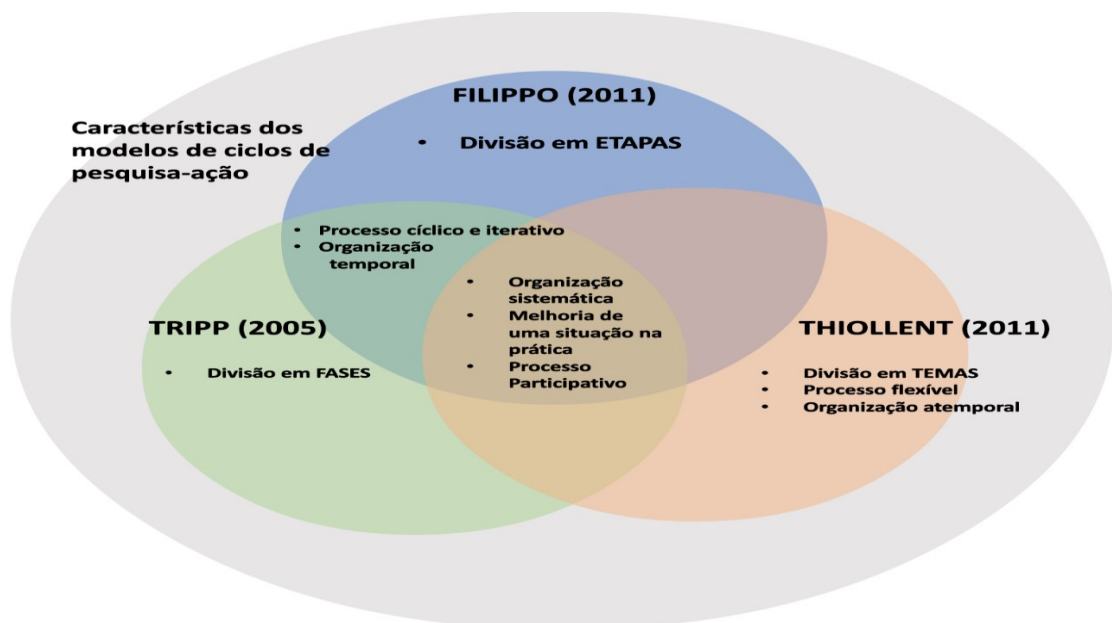 FILIPPO (2011)
• Divisão em ETAPAS
Características dos
modelos de ciclos de
pesquisa-ação
• Processo cíclico e iterativo
• Organização
temporal
• Organização
sistemática
• Melhoria de
uma situação na
prática
• Processo
Participativo
TRIPP (2005)
• Divisão em FASES
THIOLLENT (2011)
• Divisão em TEMAS
• Processo flexível
• Organização atemporal